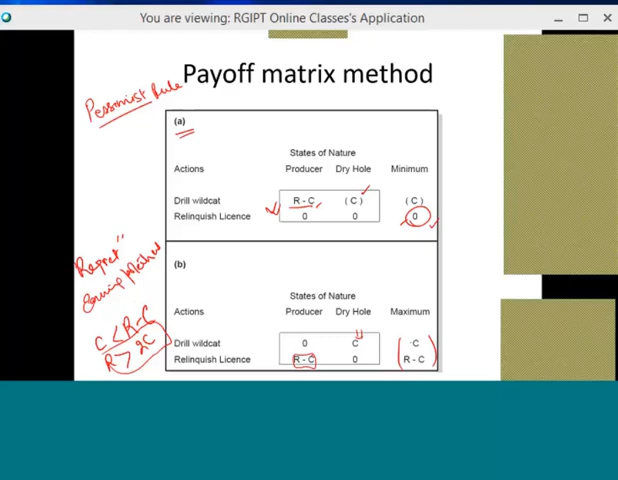 You are viewing: RGIPT Online Classes's Application
Payoff matrix method
Pessimist Rule
(a)
States of Nature
Actions Producer Dry Hole Minimum
Drill wildcat R - C (C) (C)
Relinquish Licence 0 0 0
Regret"
(b)
States of Nature
Actions Producer Dry Hole Maximum
C < R-C
Drill wildcat 0 C C
R > 2C
Relinquish Licence R - C 0 R - C